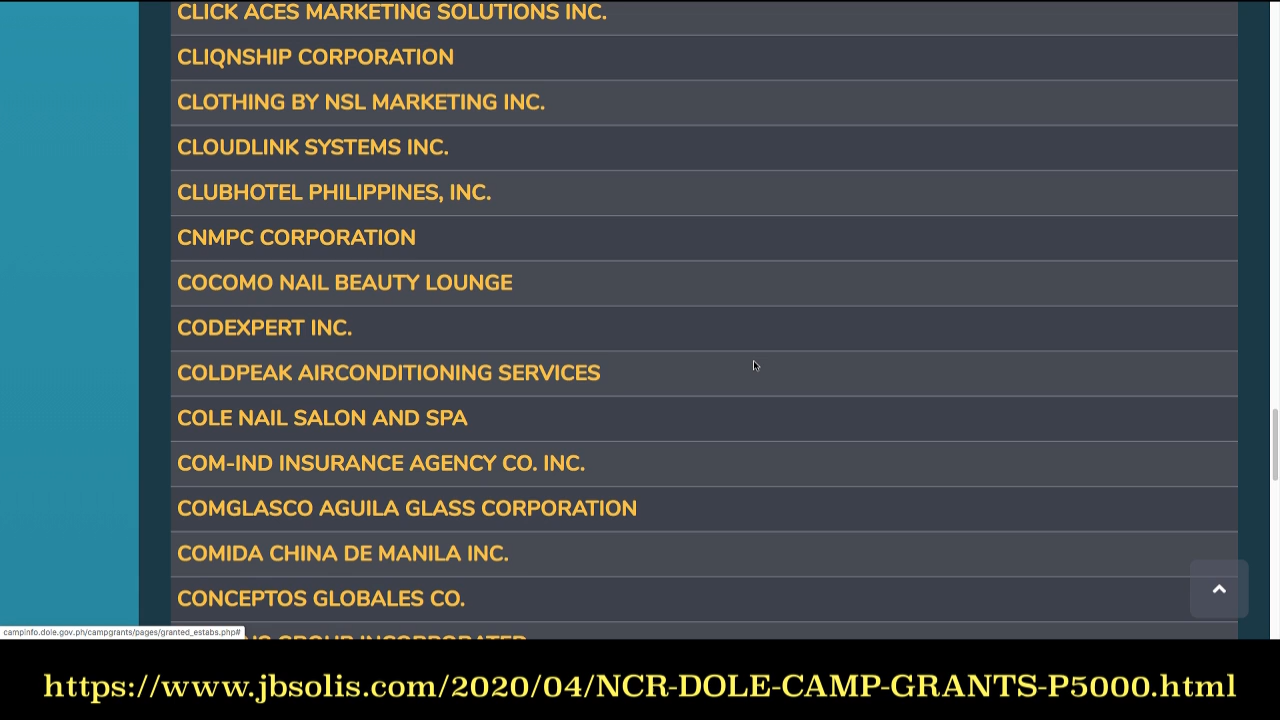 CLICK ACES MARKETING SOLUTIONS INC.
CLIQNSHIP CORPORATION
CLOTHING BY NSL MARKETING INC.
CLOUDLINK SYSTEMS INC.
CLUBHOTEL PHILIPPINES, INC.
CNMPC CORPORATION
COCOMO NAIL BEAUTY LOUNGE
CODEXPERT INC.
COLDPEAK AIRCONDITIONING SERVICES
COLE NAIL SALON AND SPA
COM-IND INSURANCE AGENCY CO. INC.
COMGLASCO AGUILA GLASS CORPORATION
COMIDA CHINA DE MANILA INC.
CONCEPTOS GLOBALES CO.
GROUP INCORPORATED
campinfo.dole.gov.ph/campgrants/pages/granted_estabs.php#
https://www.jbsolis.com/2020/04/NCR-DOLE-CAMP-GRANTS-P5000.html